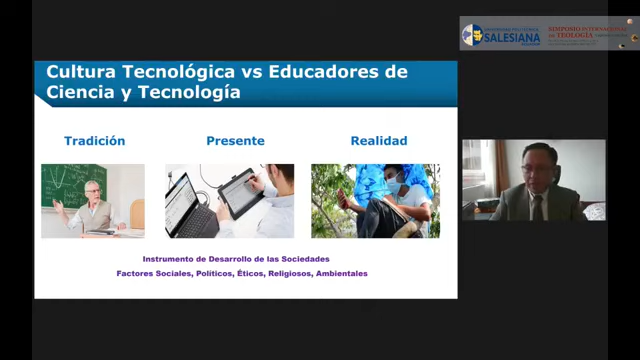 SALESIANA
SIMPOSIO INTERNACIONAL
DE TEOLOGÍA
Cultura Tecnológica vs Educadores de
Ciencia y Tecnología
Tradición
Presente
Realidad
Instrumento de Desarrollo de las Sociedades
Factores Sociales, Políticos, Éticos, Religiosos, Ambientales